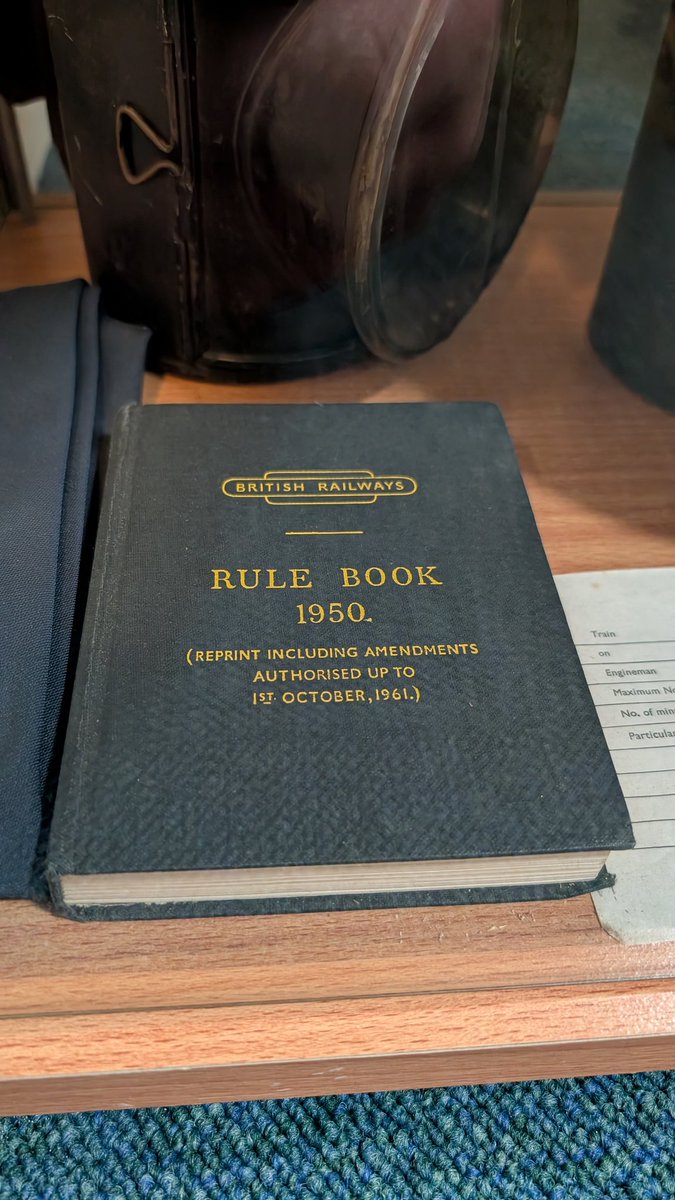 BRITISH RAILWAYS
RULE BOOK
1950.
(REPRINT INCLUDING AMENDMENTS
AUTHORISED UP TO
1ST. OCTOBER, 1961.)
Train
on
Engineman
Maximum
No. of